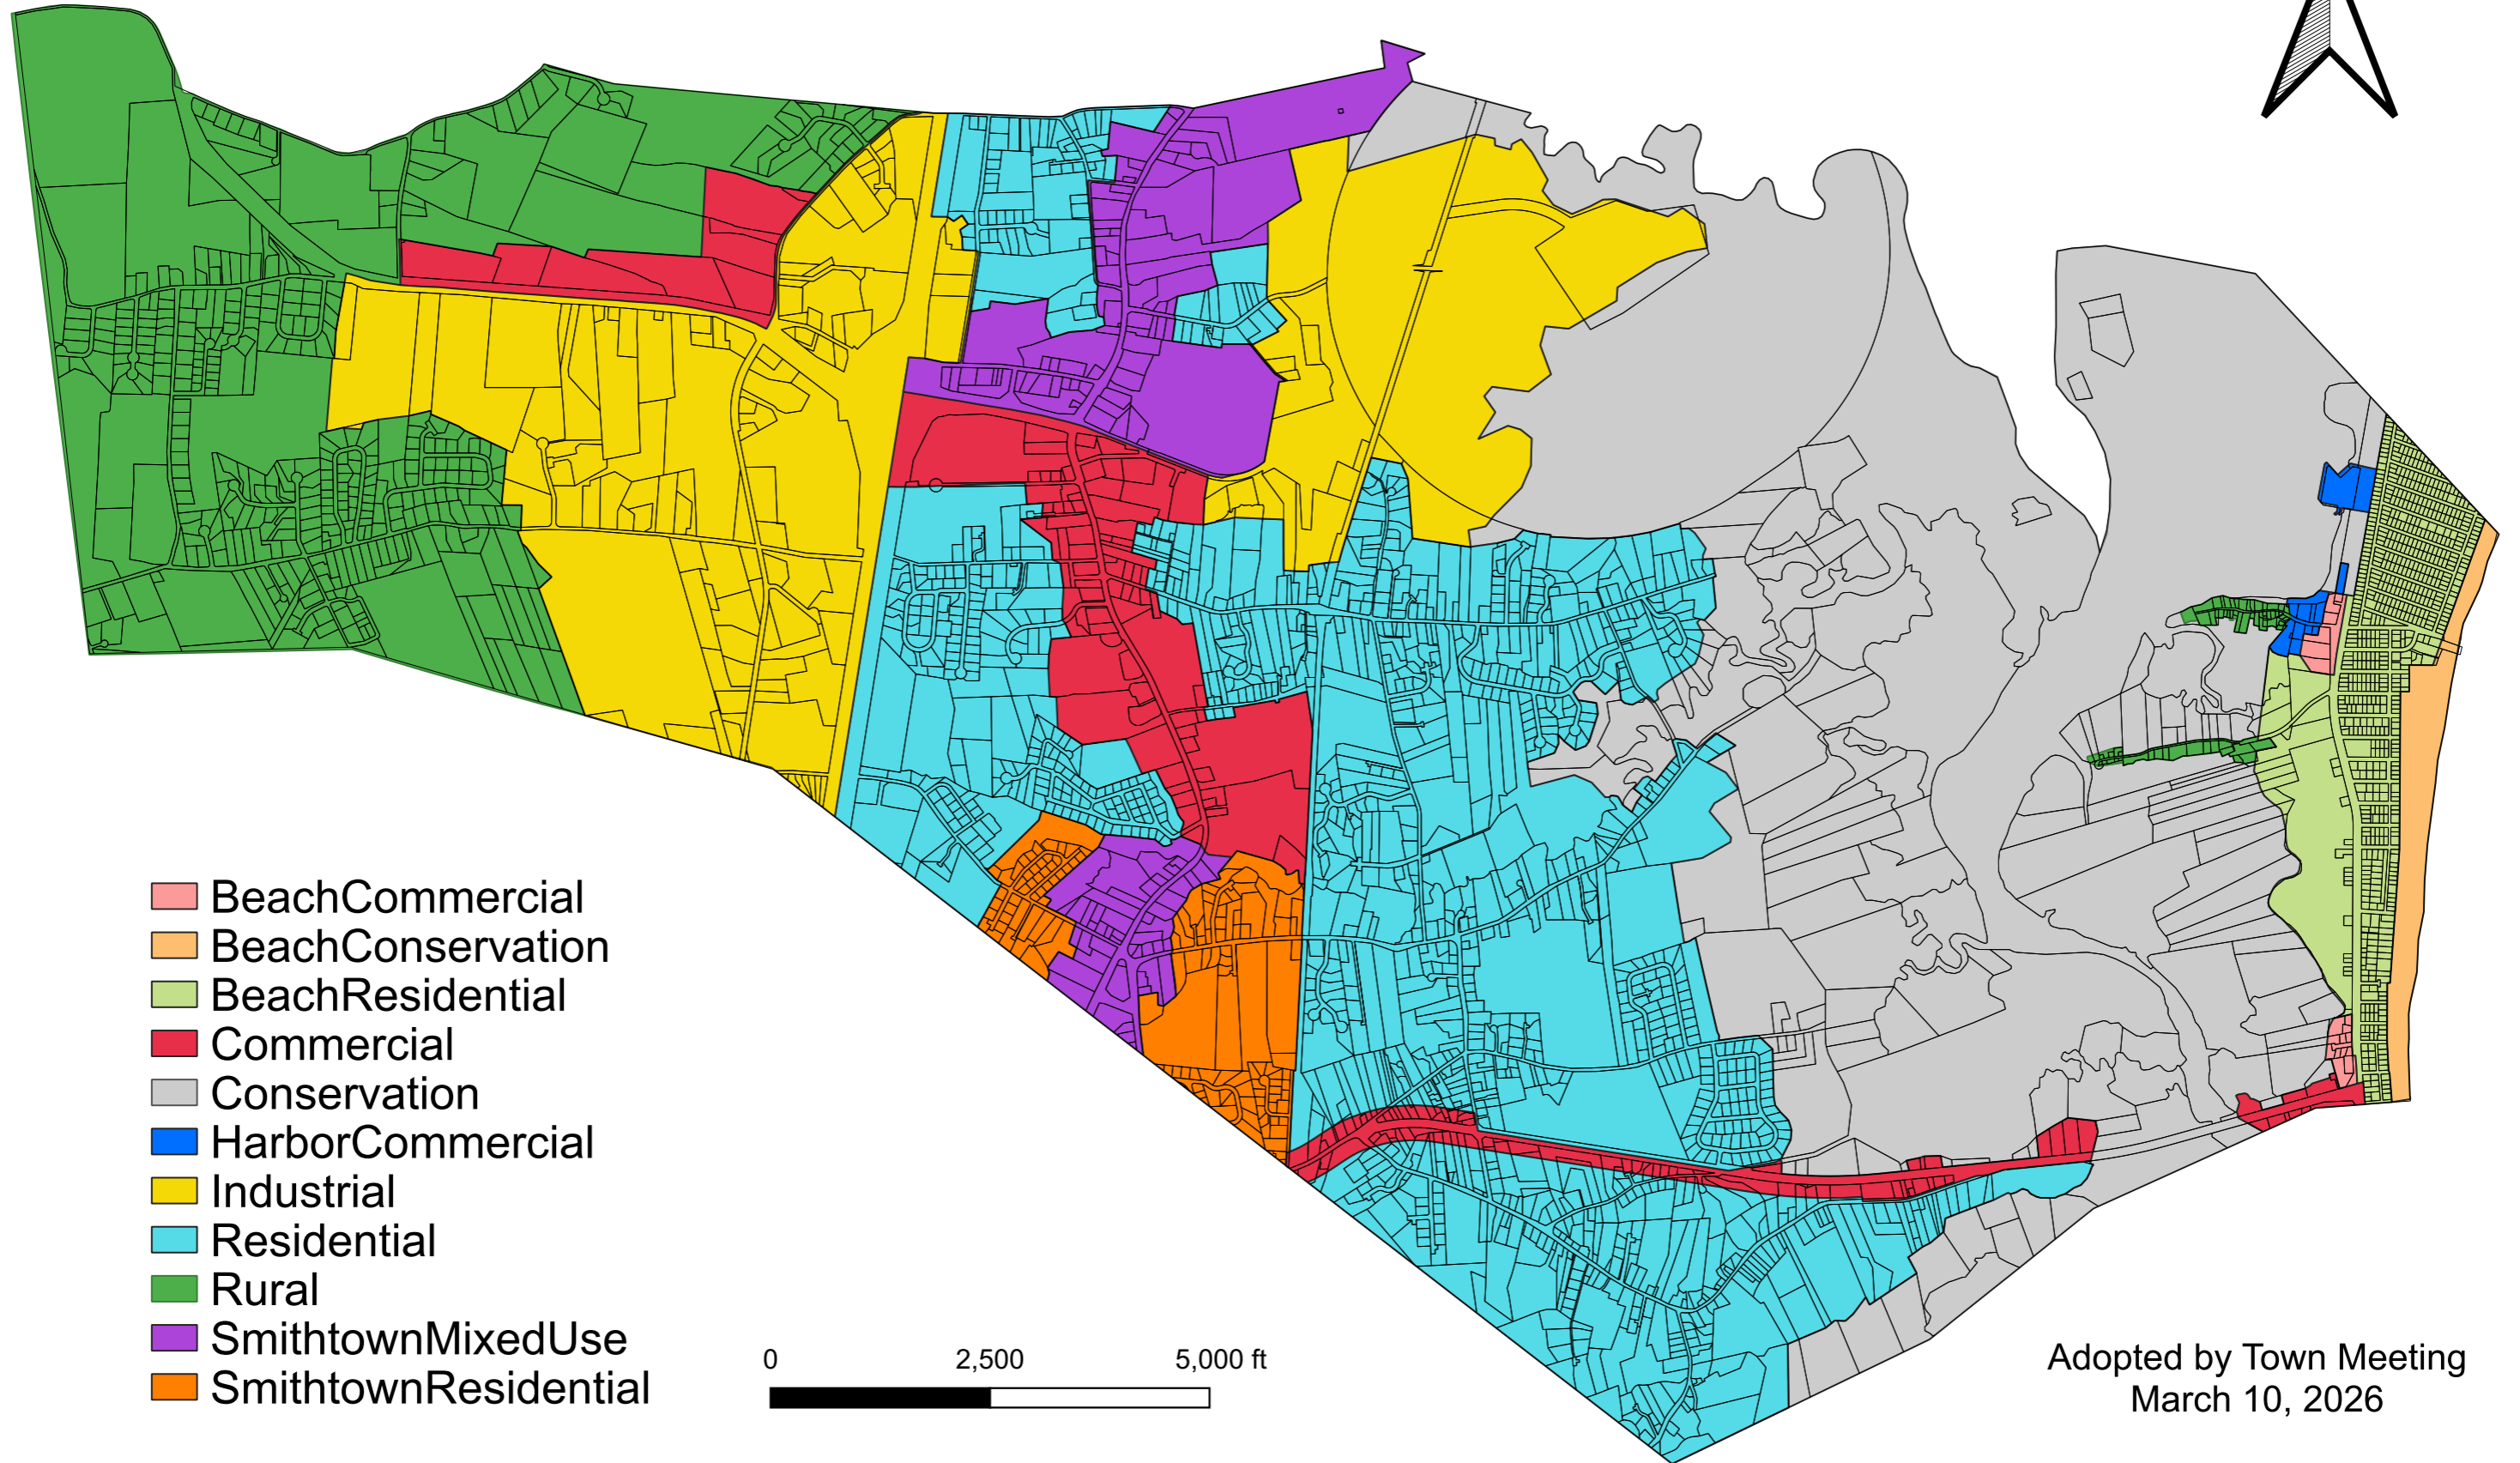 BeachCommercial
BeachConservation
BeachResidential
Commercial
Conservation
HarborCommercial
Industrial
Residential
Rural
SmithtownMixedUse
SmithtownResidential
0 2,500 5,000 ft
Adopted by Town Meeting
March 10, 2026